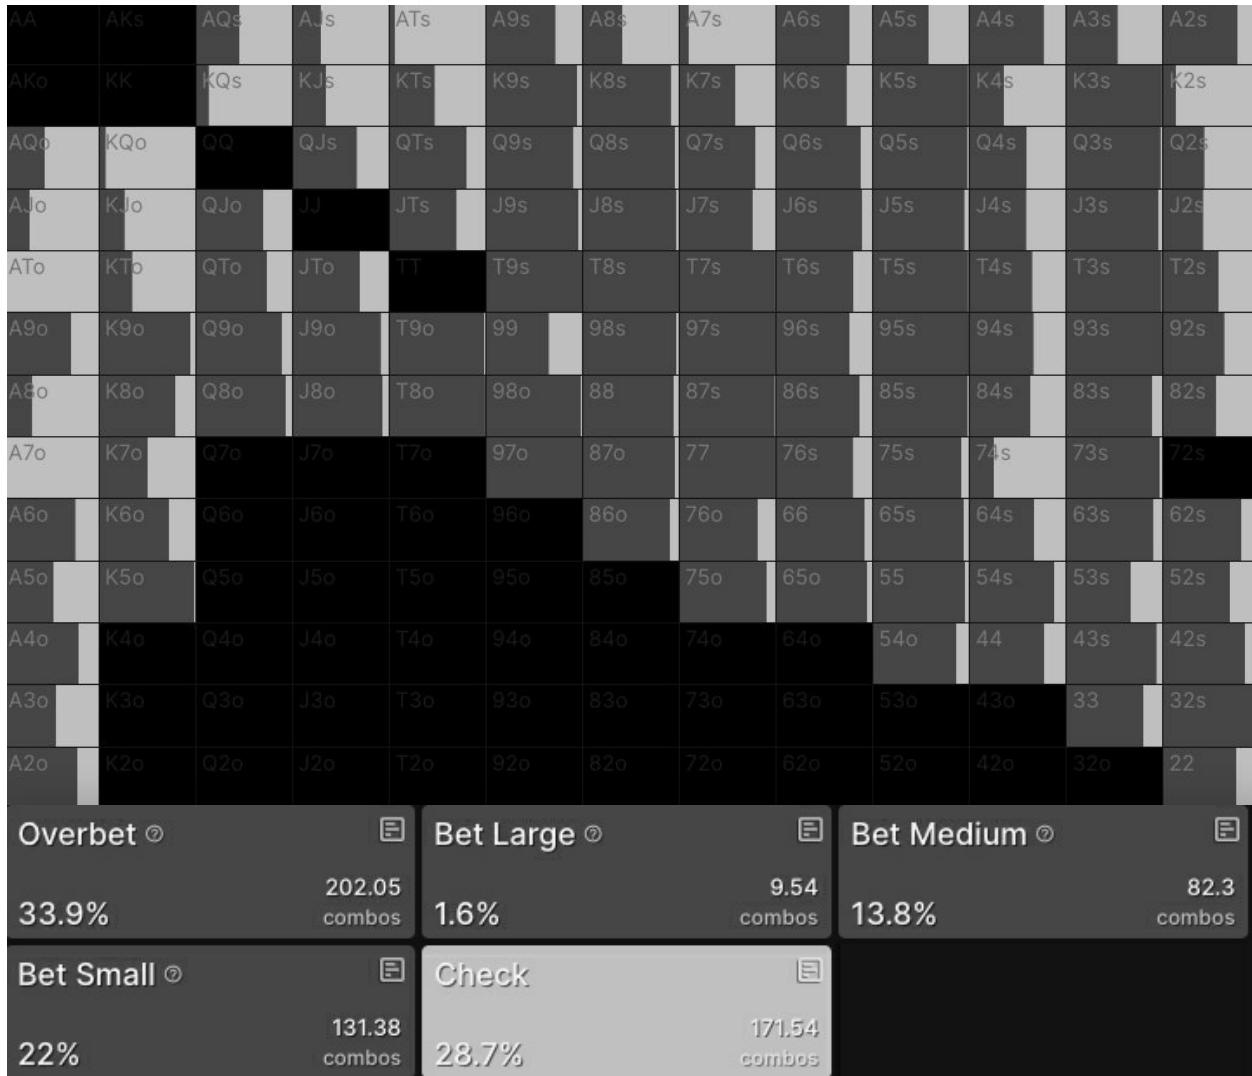 AA AKs AQs AJs ATs A9s A8s A7s A6s A5s A4s A3s A2s
AKo KK KQs KJs KTs K9s K8s K7s K6s K5s K4s K3s K2s
AQo KQo QQ QJs QTs Q9s Q8s Q7s Q6s Q5s Q4s Q3s Q2s
AJo KJo QJo JJ JTs J9s J8s J7s J6s J5s J4s J3s J2s
ATo KTo QTo JTo TT T9s T8s T7s T6s T5s T4s T3s T2s
A9o K9o Q9o J9o T9o 99 98s 97s 96s 95s 94s 93s 92s
A8o K8o Q8o J8o T8o 98o 88 87s 86s 85s 84s 83s 82s
A7o K7o Q7o J7o T7o 97o 87o 77 76s 75s 74s 73s 72s
A6o K6o Q6o J6o T6o 96o 86o 76o 66 65s 64s 63s 62s
A5o K5o Q5o J5o T5o 95o 85o 75o 65o 55 54s 53s 52s
A4o K4o Q4o J4o T4o 94o 84o 74o 64o 54o 44 43s 42s
A3o K3o Q3o J3o T3o 93o 83o 73o 63o 53o 43o 33 32s
A2o K2o Q2o J2o T2o 92o 82o 72o 62o 52o 42o 32o 22
Overbet ? Bet Large ? Bet Medium ?
202.05 9.54 82.3
33.9% combos 1.6% combos 13.8% combos
Bet Small ? Check
131.38 171.54
22% combos 28.7% combos